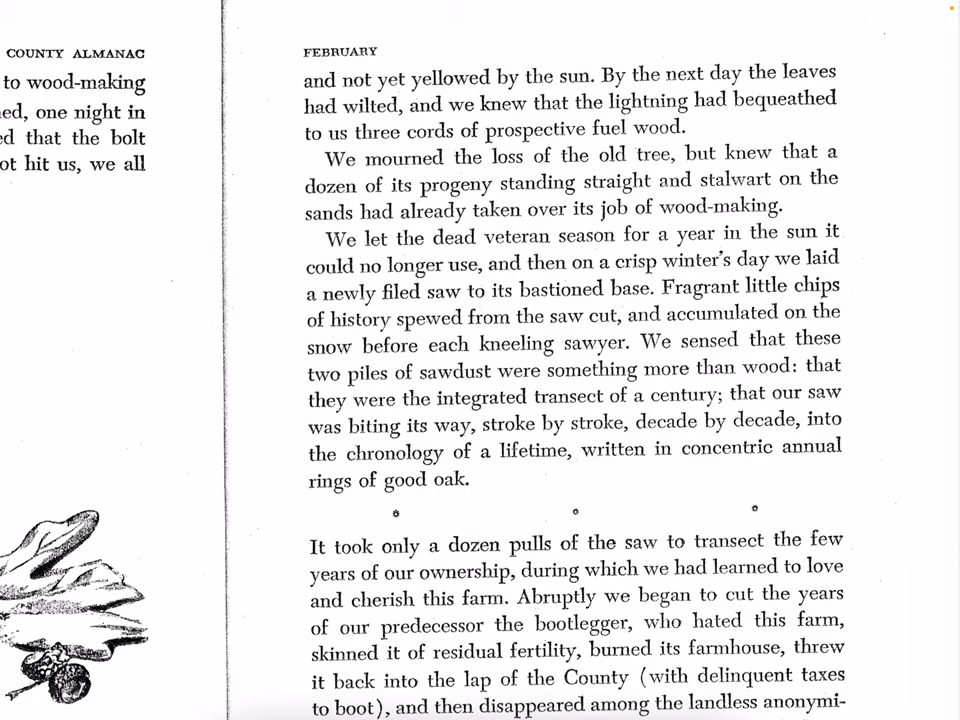 COUNTY ALMANAC
to wood-making
ed, one night in
ed that the bolt
ot hit us, we all
FEBRUARY
and not yet yellowed by the sun. By the next day the leaves
had wilted, and we knew that the lightning had bequeathed
to us three cords of prospective fuel wood.
We mourned the loss of the old tree, but knew that a
dozen of its progeny standing straight and stalwart on the
sands had already taken over its job of wood-making.
We let the dead veteran season for a year in the sun it
could no longer use, and then on a crisp winter's day we laid
a newly filed saw to its bastioned base. Fragrant little chips
of history spewed from the saw cut, and accumulated on the
snow before each kneeling sawyer. We sensed that these
two piles of sawdust were something more than wood: that
they were the integrated transect of a century; that our saw
was biting its way, stroke by stroke, decade by decade, into
the chronology of a lifetime, written in concentric annual
rings of good oak.
It took only a dozen pulls of the saw to transect the few
years of our ownership, during which we had learned to love
and cherish this farm. Abruptly we began to cut the years
of our predecessor the bootlegger, who hated this farm,
skinned it of residual fertility, burned its farmhouse, threw
it back into the lap of the County (with delinquent taxes
to boot), and then disappeared among the landless anonymi-